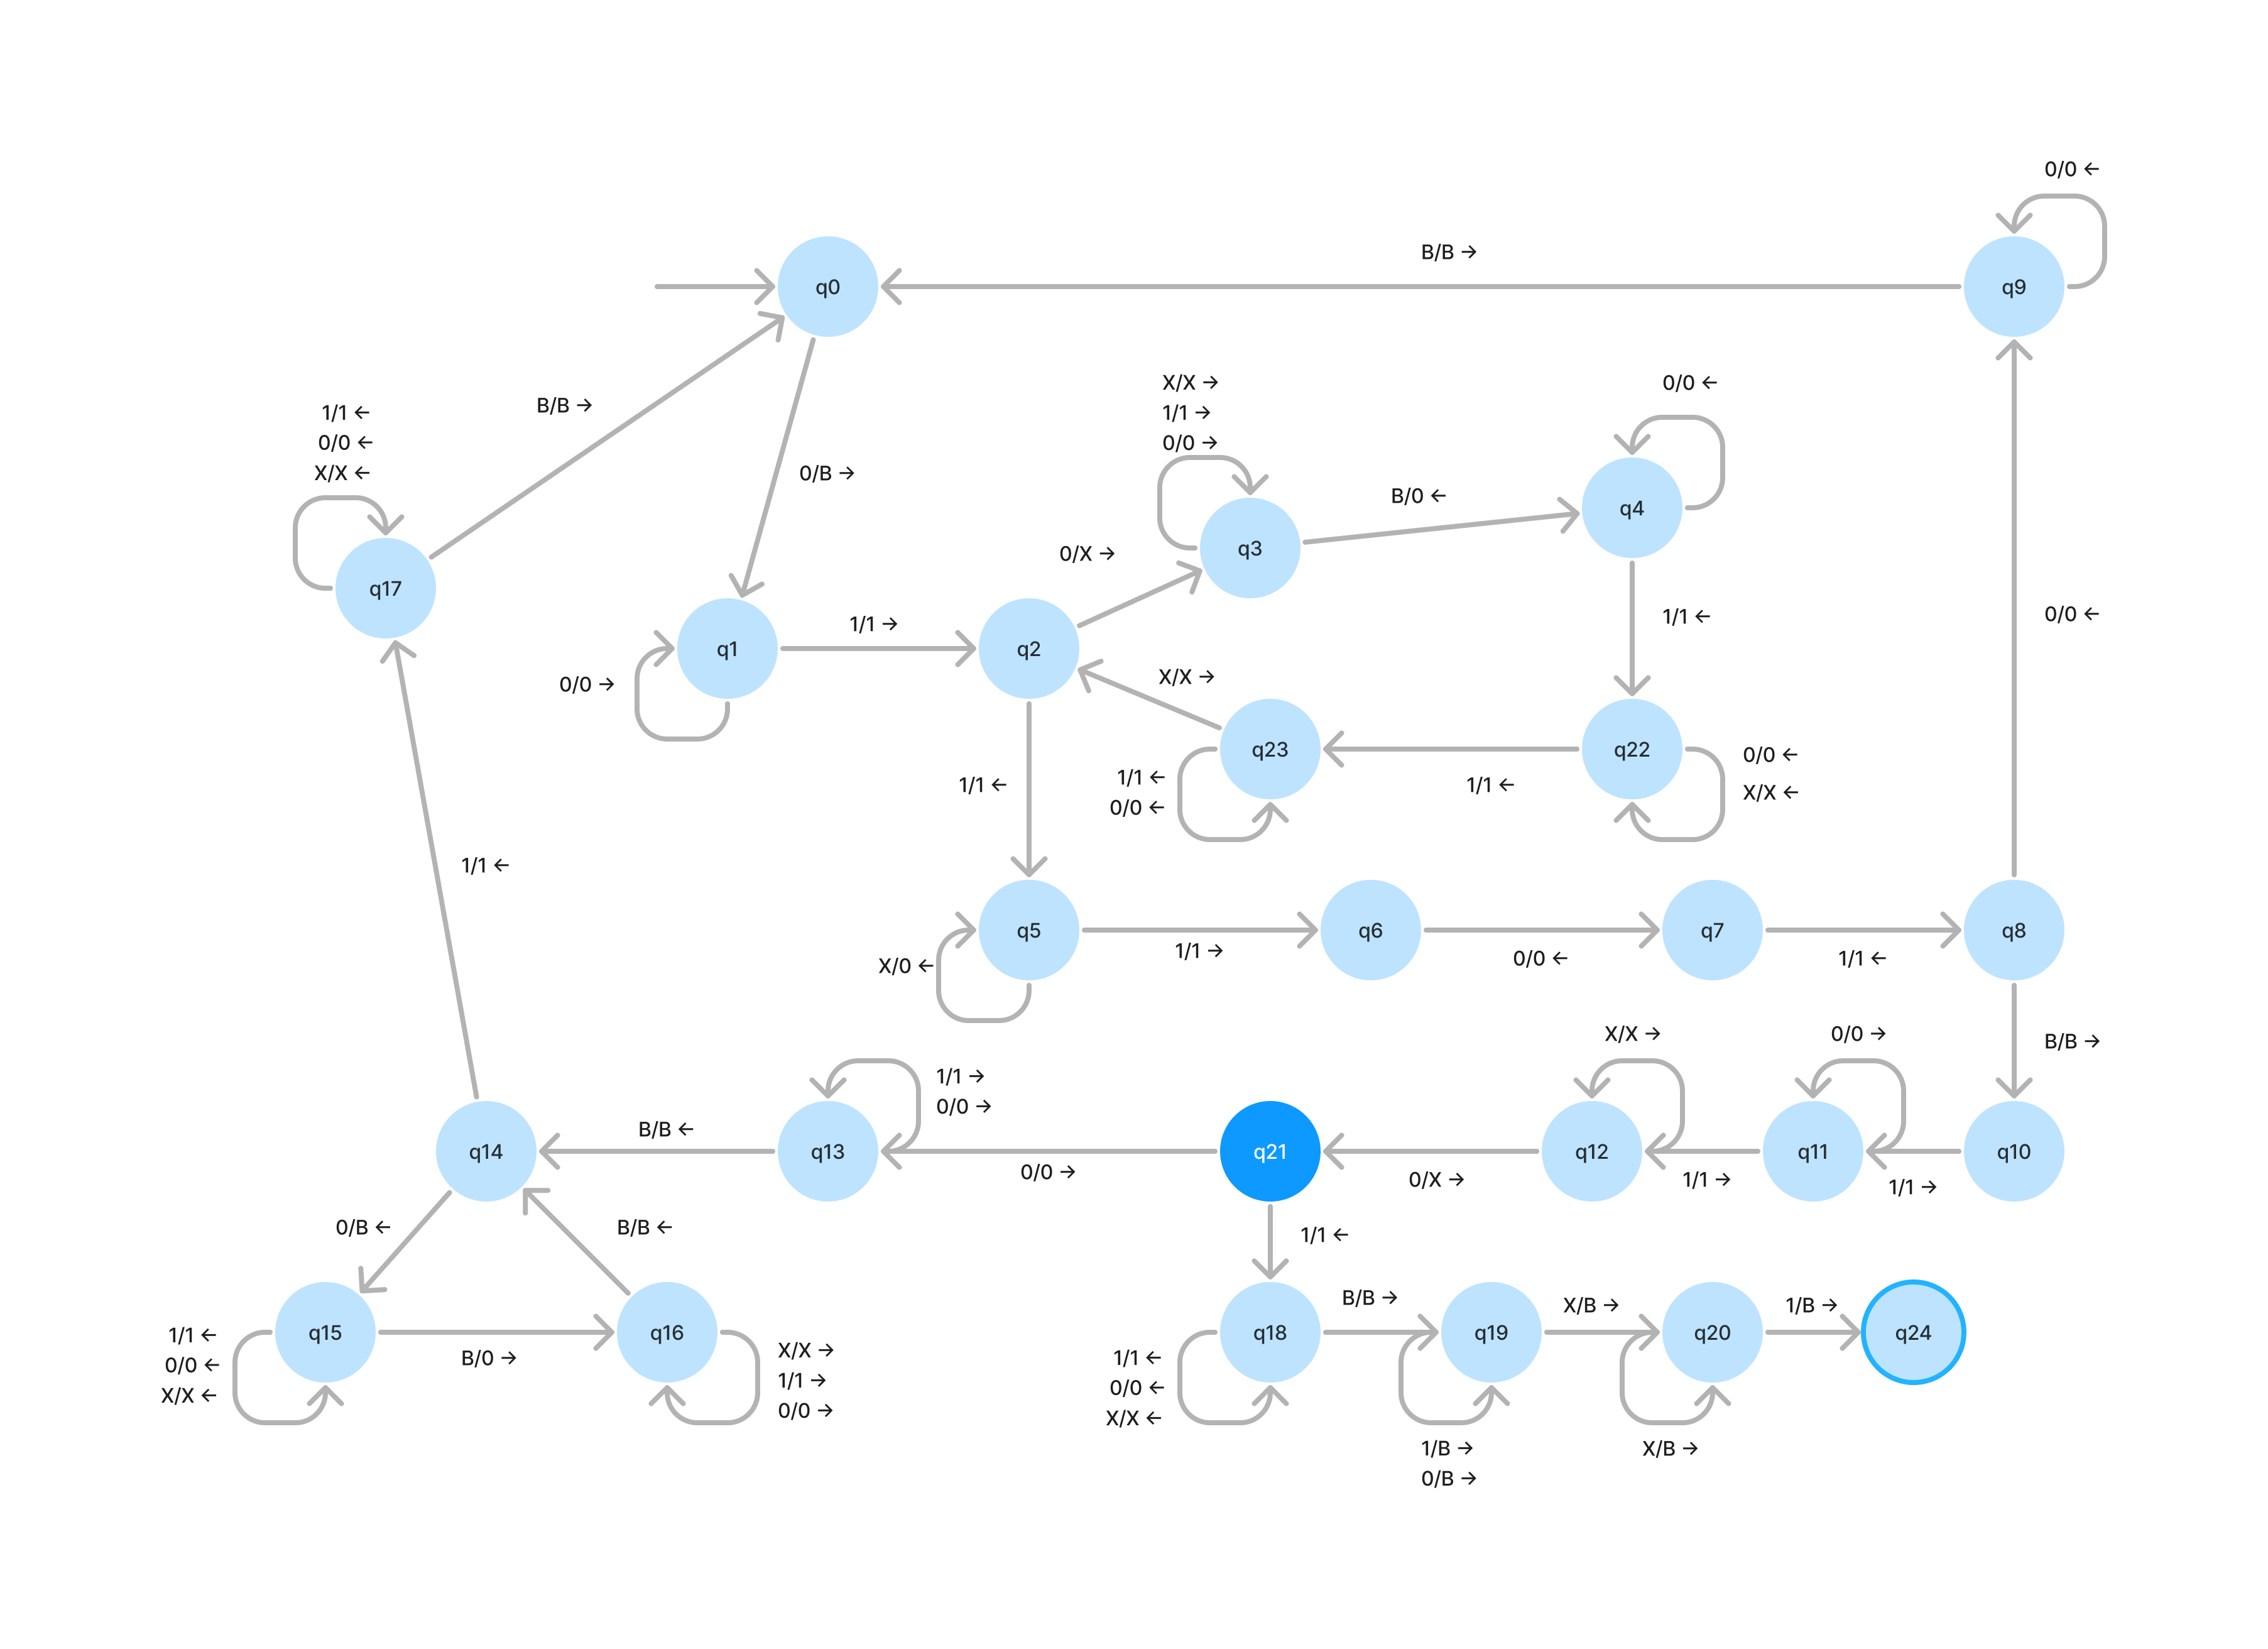 0/0 ←
B/B →
q0
q9
X/X →
1/1 →
0/0 →
0/0 ←
1/1 ←
0/0 ←
X/X ←
B/B →
0/B →
B/0 ←
q4
0/X →
q3
q17
1/1 →
1/1 ←
0/0 ←
q1
q2
0/0 →
X/X →
q23
q22
0/0 ←
X/X ←
1/1 ←
1/1 ←
0/0 ←
1/1 ←
1/1 ←
q5
q6
q7
q8
X/0 ←
1/1 →
0/0 ←
1/1 ←
X/X →
0/0 →
B/B →
1/1 →
0/0 →
B/B ←
q14
q13
q21
q12
q11
q10
0/0 →
0/X →
1/1 →
1/1 →
0/B ←
B/B ←
1/1 ←
B/B →
X/B →
1/B →
q15
q16
q18
q19
q20
q24
1/1 ←
0/0 ←
X/X ←
B/0 →
X/X →
1/1 →
0/0 →
1/1 ←
0/0 ←
X/X ←
1/B →
0/B →
X/B →